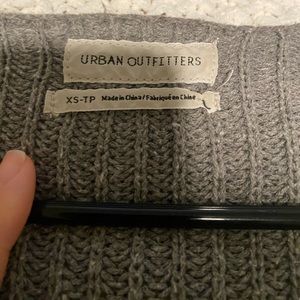 URBAN OUTFITTERS
XS-TP Made in China/Fabriqué en Chine